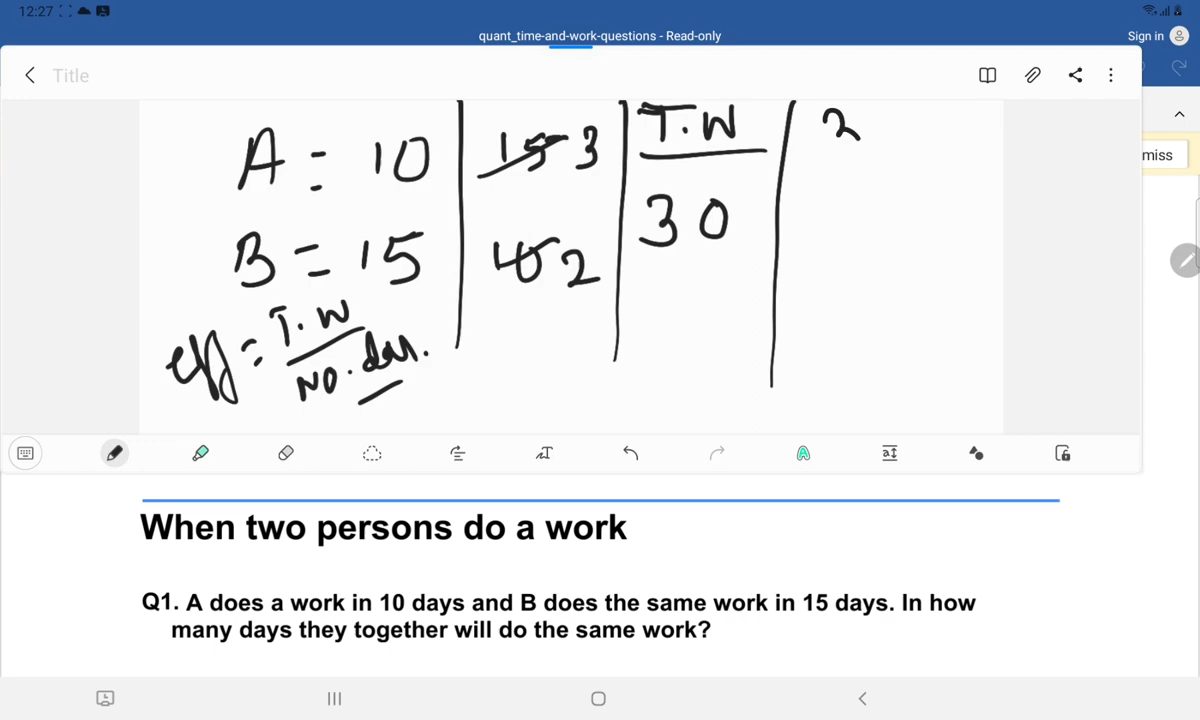 12:27
quant_time-and-work-questions - Read-only
Sign in
Title
miss
A = 10 | 15 3 | T.W | 2
B = 15 | 10 2 | 30
eff = T.W / No. days.
When two persons do a work
Q1. A does a work in 10 days and B does the same work in 15 days. In how
many days they together will do the same work?